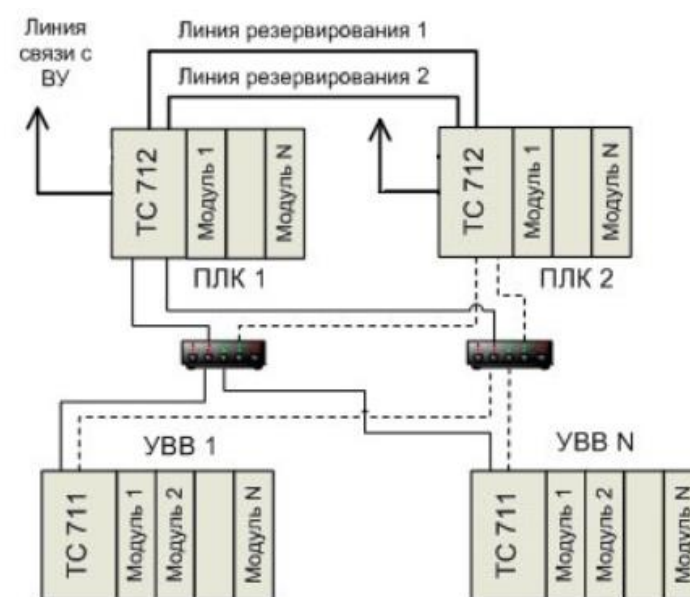 Линия
связи с
ВУ
Линия резервирования 1
Линия резервирования 2
ТС 712
Модуль 1
Модуль N
ТС 712
Модуль 1
Модуль N
ПЛК 1
ПЛК 2
УВВ 1
УВВ N
ТС 711
Модуль 1
Модуль 2
Модуль N
ТС 711
Модуль 1
Модуль 2
Модуль N